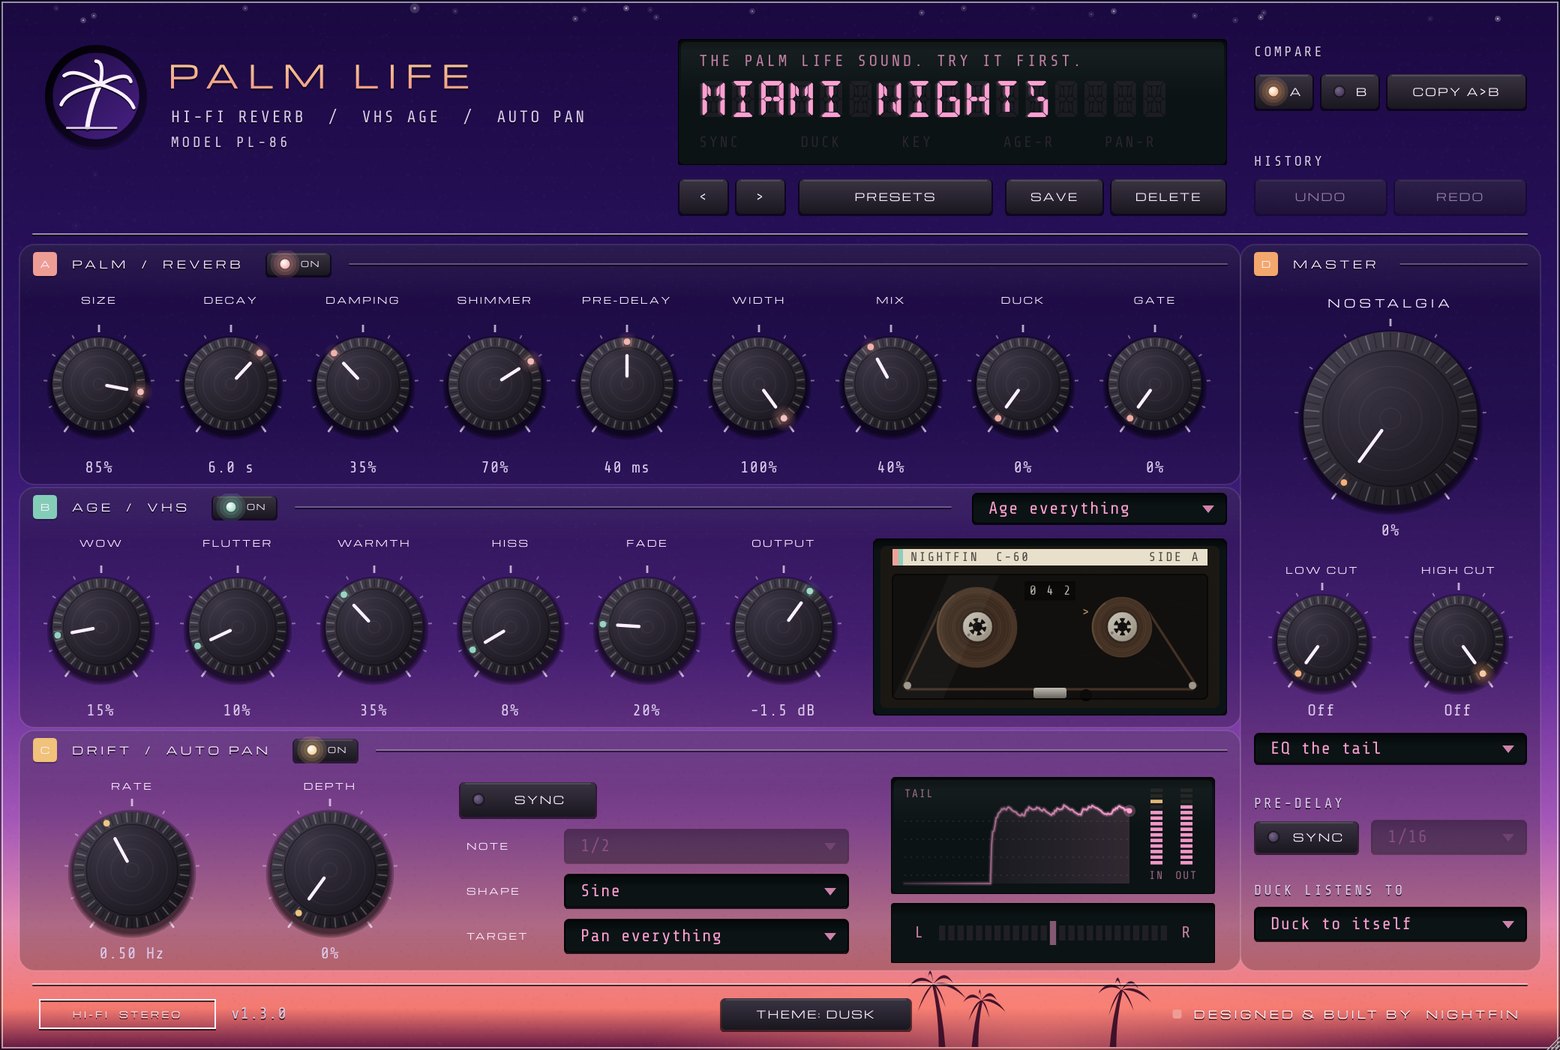 PALM LIFE
HI-FI REVERB / VHS AGE / AUTO PAN
MODEL PL-86
THE PALM LIFE SOUND. TRY IT FIRST.
MIAMI NIGHTS
SYNC DUCK KEY AGE-R PAN-R
< > PRESETS SAVE DELETE
COMPARE
A B COPY A>B
HISTORY
UNDO REDO
A PALM / REVERB ON
SIZE DECAY DAMPING SHIMMER PRE-DELAY WIDTH MIX DUCK GATE
85% 6.0 s 35% 70% 40 ms 100% 40% 0% 0%
B AGE / VHS ON Age everything
WOW FLUTTER WARMTH HISS FADE OUTPUT
15% 10% 35% 8% 20% -1.5 dB
NIGHTFIN C-60 SIDE A
0 4 2
>
C DRIFT / AUTO PAN ON
RATE DEPTH
0.50 Hz 0%
SYNC
NOTE 1/2
SHAPE Sine
TARGET Pan everything
TAIL
IN OUT
L R
D MASTER
NOSTALGIA
0%
LOW CUT HIGH CUT
Off Off
EQ the tail
PRE-DELAY
SYNC 1/16
DUCK LISTENS TO
Duck to itself
HI-FI STEREO v1.3.0
THEME: DUSK
DESIGNED & BUILT BY NIGHTFIN